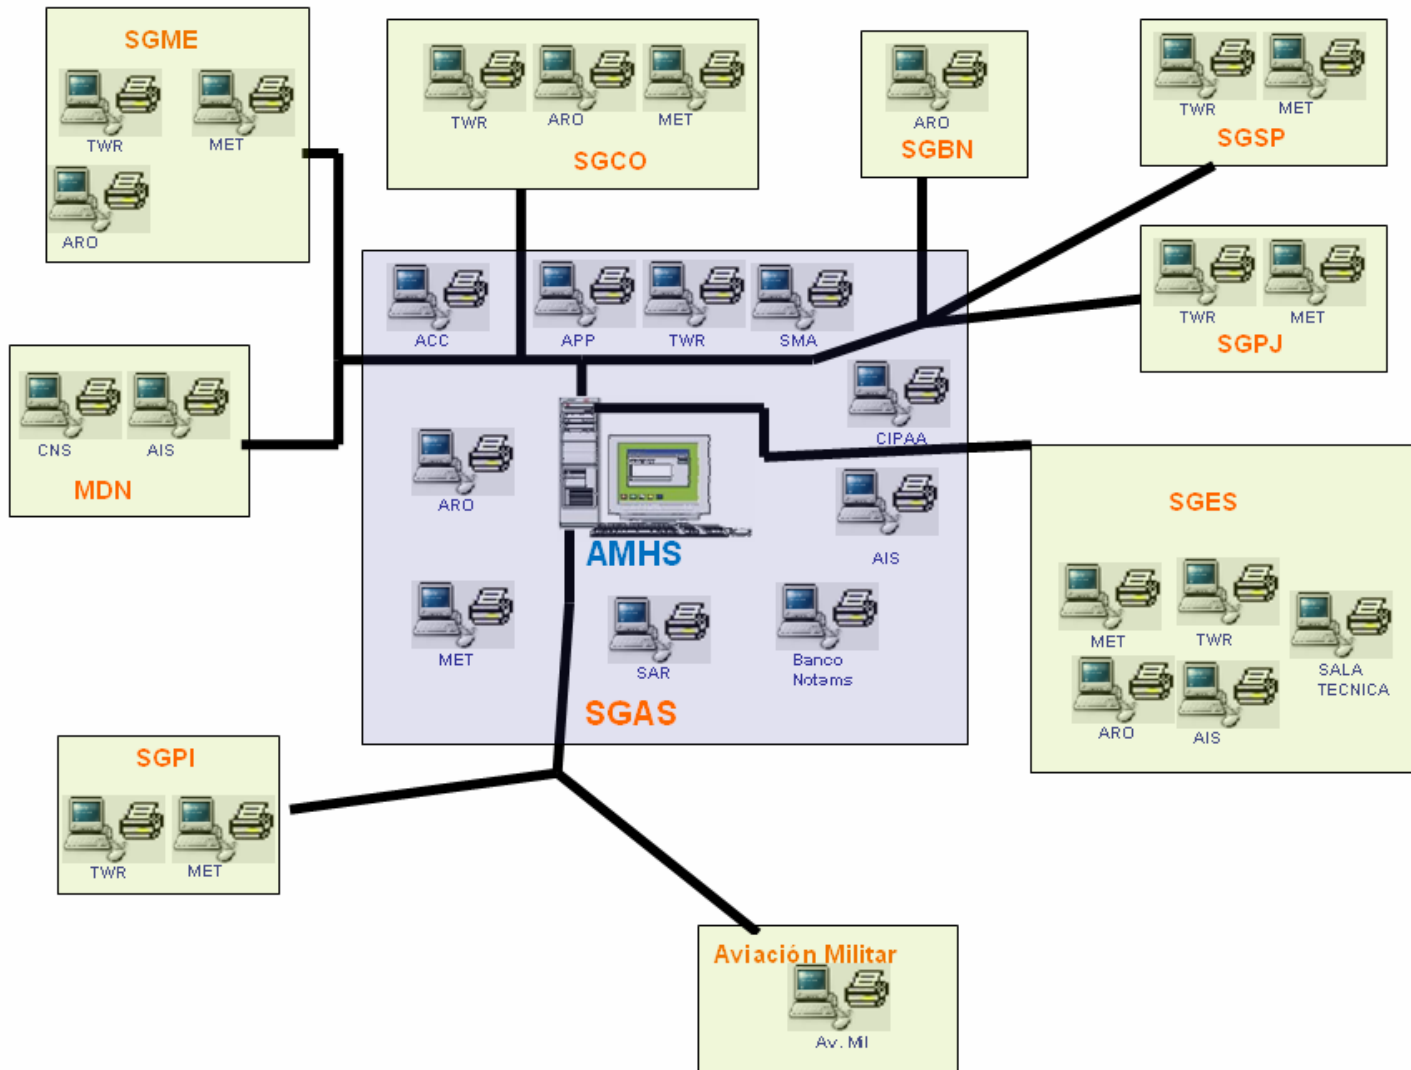 SGME
TWR
MET
ARO
TWR
ARO
MET
SGCO
ARO
SGBN
TWR
MET
SGSP
TWR
MET
SGPJ
ACC
APP
TWR
SMA
CIPAA
ARO
AMHS
AIS
MET
SAR
Banco
Notams
SGAS
CNS
AIS
MDN
SGES
MET
TWR
SALA
TECNICA
ARO
AIS
SGPI
TWR
MET
Aviación Militar
Av. Mil